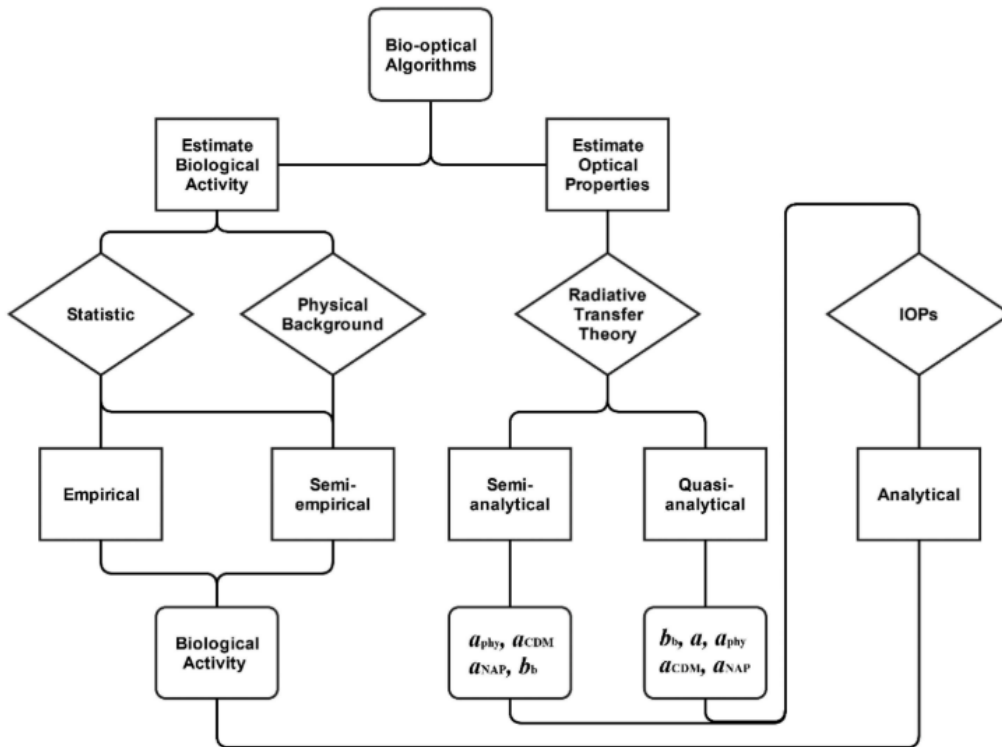 Bio-optical
Algorithms
Estimate
Biological
Activity
Estimate
Optical
Properties
Statistic
Physical
Background
Radiative
Transfer
Theory
IOPs
Empirical
Semi-
empirical
Semi-
analytical
Quasi-
analytical
Analytical
Biological
Activity
aphy, aCDM
aNAP, bb
bb, a, aphy
aCDM, aNAP